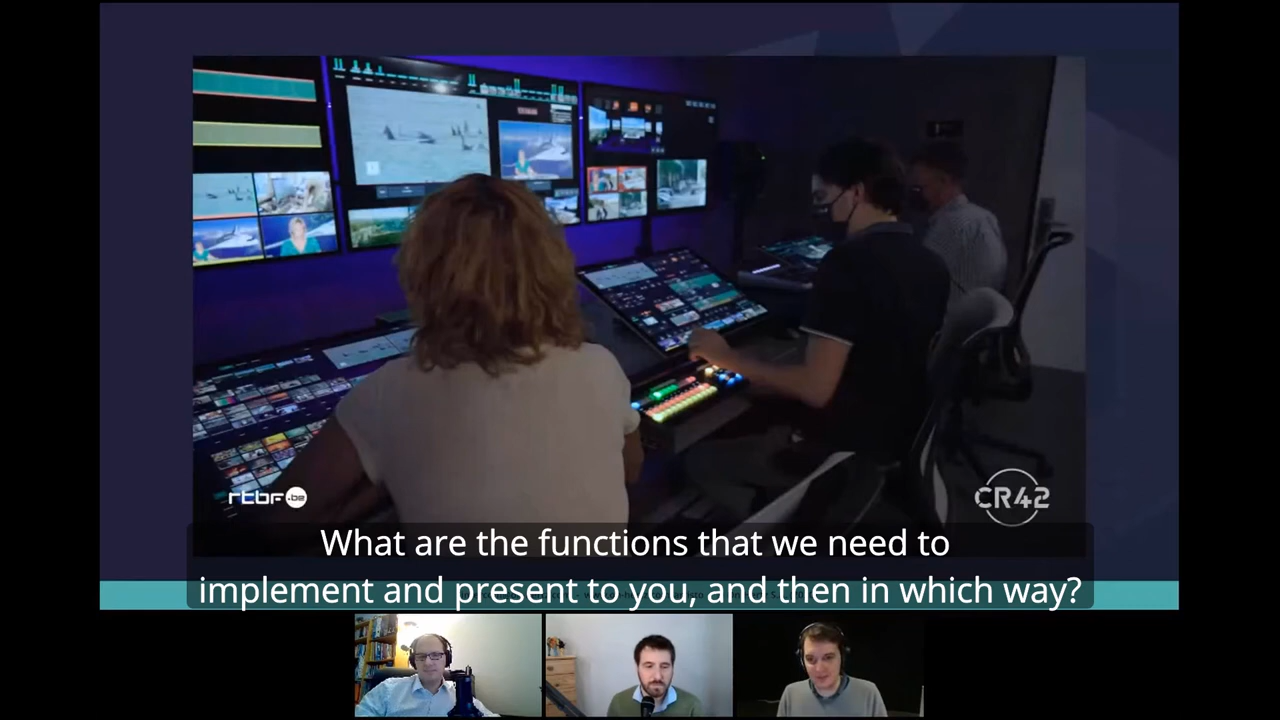 rtbf.be
CR42
What are the functions that we need to
implement and present to you, and then in which way?